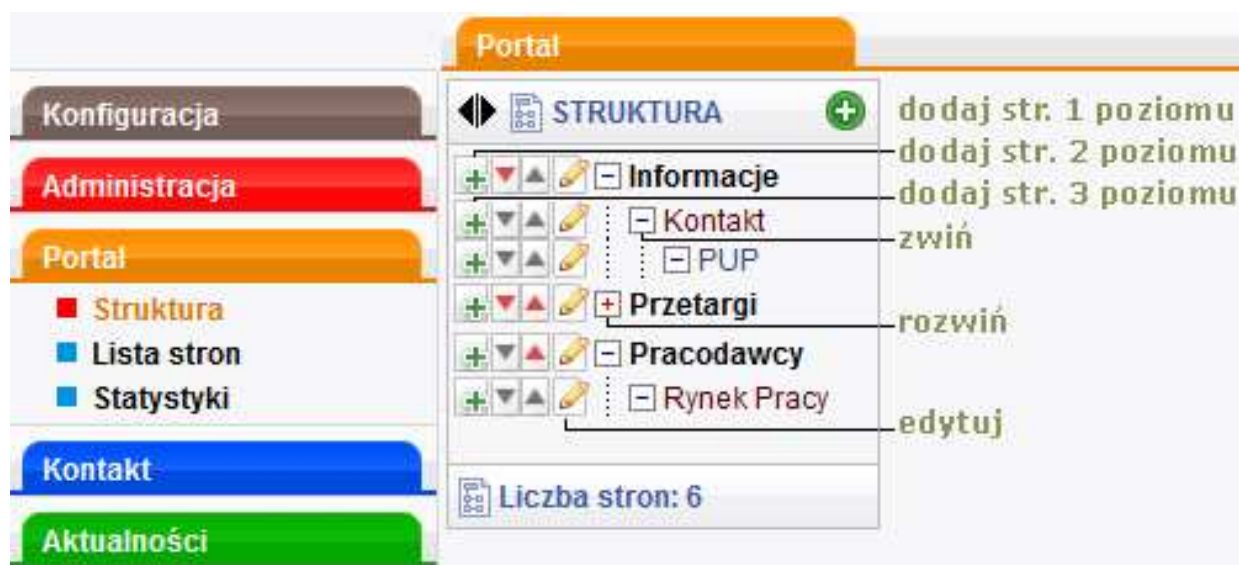 Portal
Konfiguracja
Administracja
Portal
Struktura
Lista stron
Statystyki
Kontakt
Aktualności
STRUKTURA
Informacje
Kontakt
PUP
Przetargi
Pracodawcy
Rynek Pracy
Liczba stron: 6
dodaj str. 1 poziomu
dodaj str. 2 poziomu
dodaj str. 3 poziomu
zwiń
rozwiń
edytuj